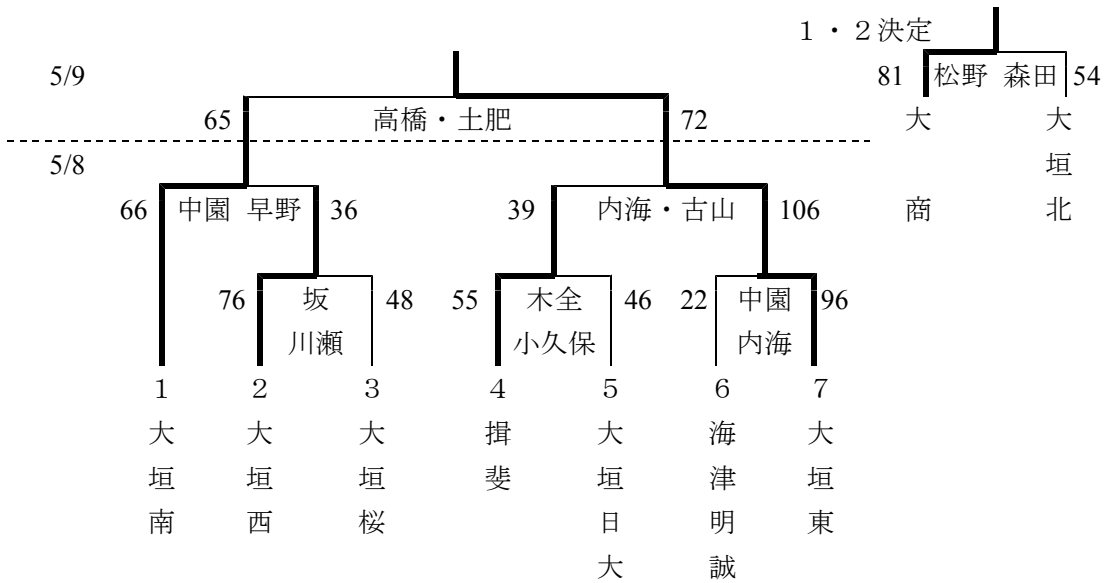 1・2決定
5/9
81 松野 森田 54
65 高橋・土肥 72
大商
大垣北
5/8
66 中園 早野 36
39 内海・古山 106
76 坂川瀬 48
55 木全小久保 46
22 中園内海 96
1 大垣南
2 大垣西
3 大垣桜
4 揖斐
5 大垣日大
6 海津明誠
7 大垣東